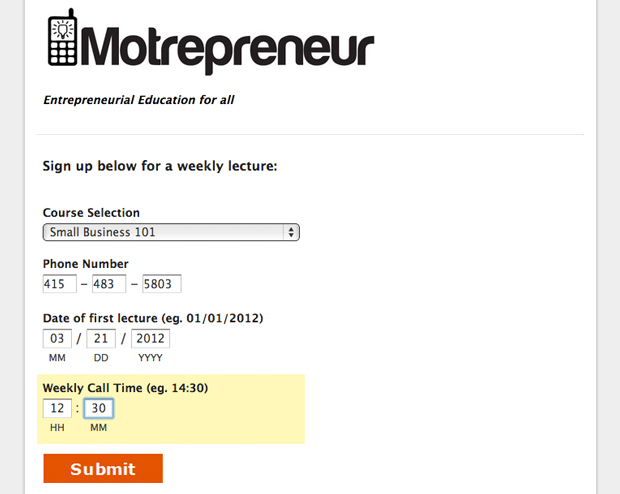 Motrepreneur
Entrepreneurial Education for all
Sign up below for a weekly lecture:
Course Selection
Small Business 101
Phone Number
415 – 483 – 5803
Date of first lecture (eg. 01/01/2012)
03 / 21 / 2012
MM DD YYYY
Weekly Call Time (eg. 14:30)
12 : 30
HH MM
Submit